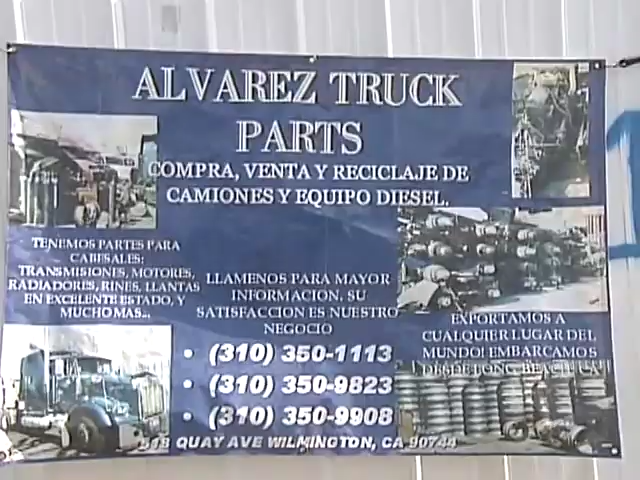 ALVAREZ TRUCK
PARTS
COMPRA, VENTA Y RECICLAJE DE
CAMIONES Y EQUIPO DIESEL.
TENEMOS PARTES PARA
CABESALES:
TRANSMISIONES, MOTORES,
RADIADORES, RINES, LLANTAS
EN EXCELENTE ESTADO, Y
MUCHO MAS...
LLAMENOS PARA MAYOR
INFORMACION. SU
SATISFACCION ES NUESTRO
NEGOCIO
• (310) 350-1113
• (310) 350-9823
• (310) 350-9908
EXPORTAMOS A
CUALQUIER LUGAR DEL
MUNDO! EMBARCAMOS
DESDE LONG BEACH
QUAY AVE WILMINGTON, CA 90744